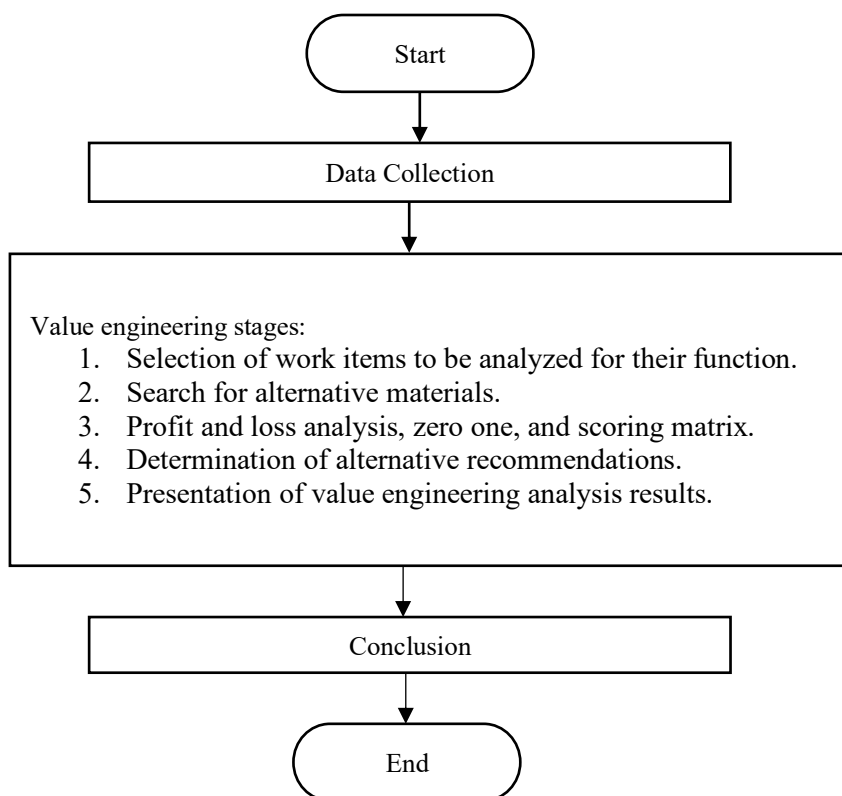 Start
Data Collection
Value engineering stages:
1. Selection of work items to be analyzed for their function.
2. Search for alternative materials.
3. Profit and loss analysis, zero one, and scoring matrix.
4. Determination of alternative recommendations.
5. Presentation of value engineering analysis results.
Conclusion
End